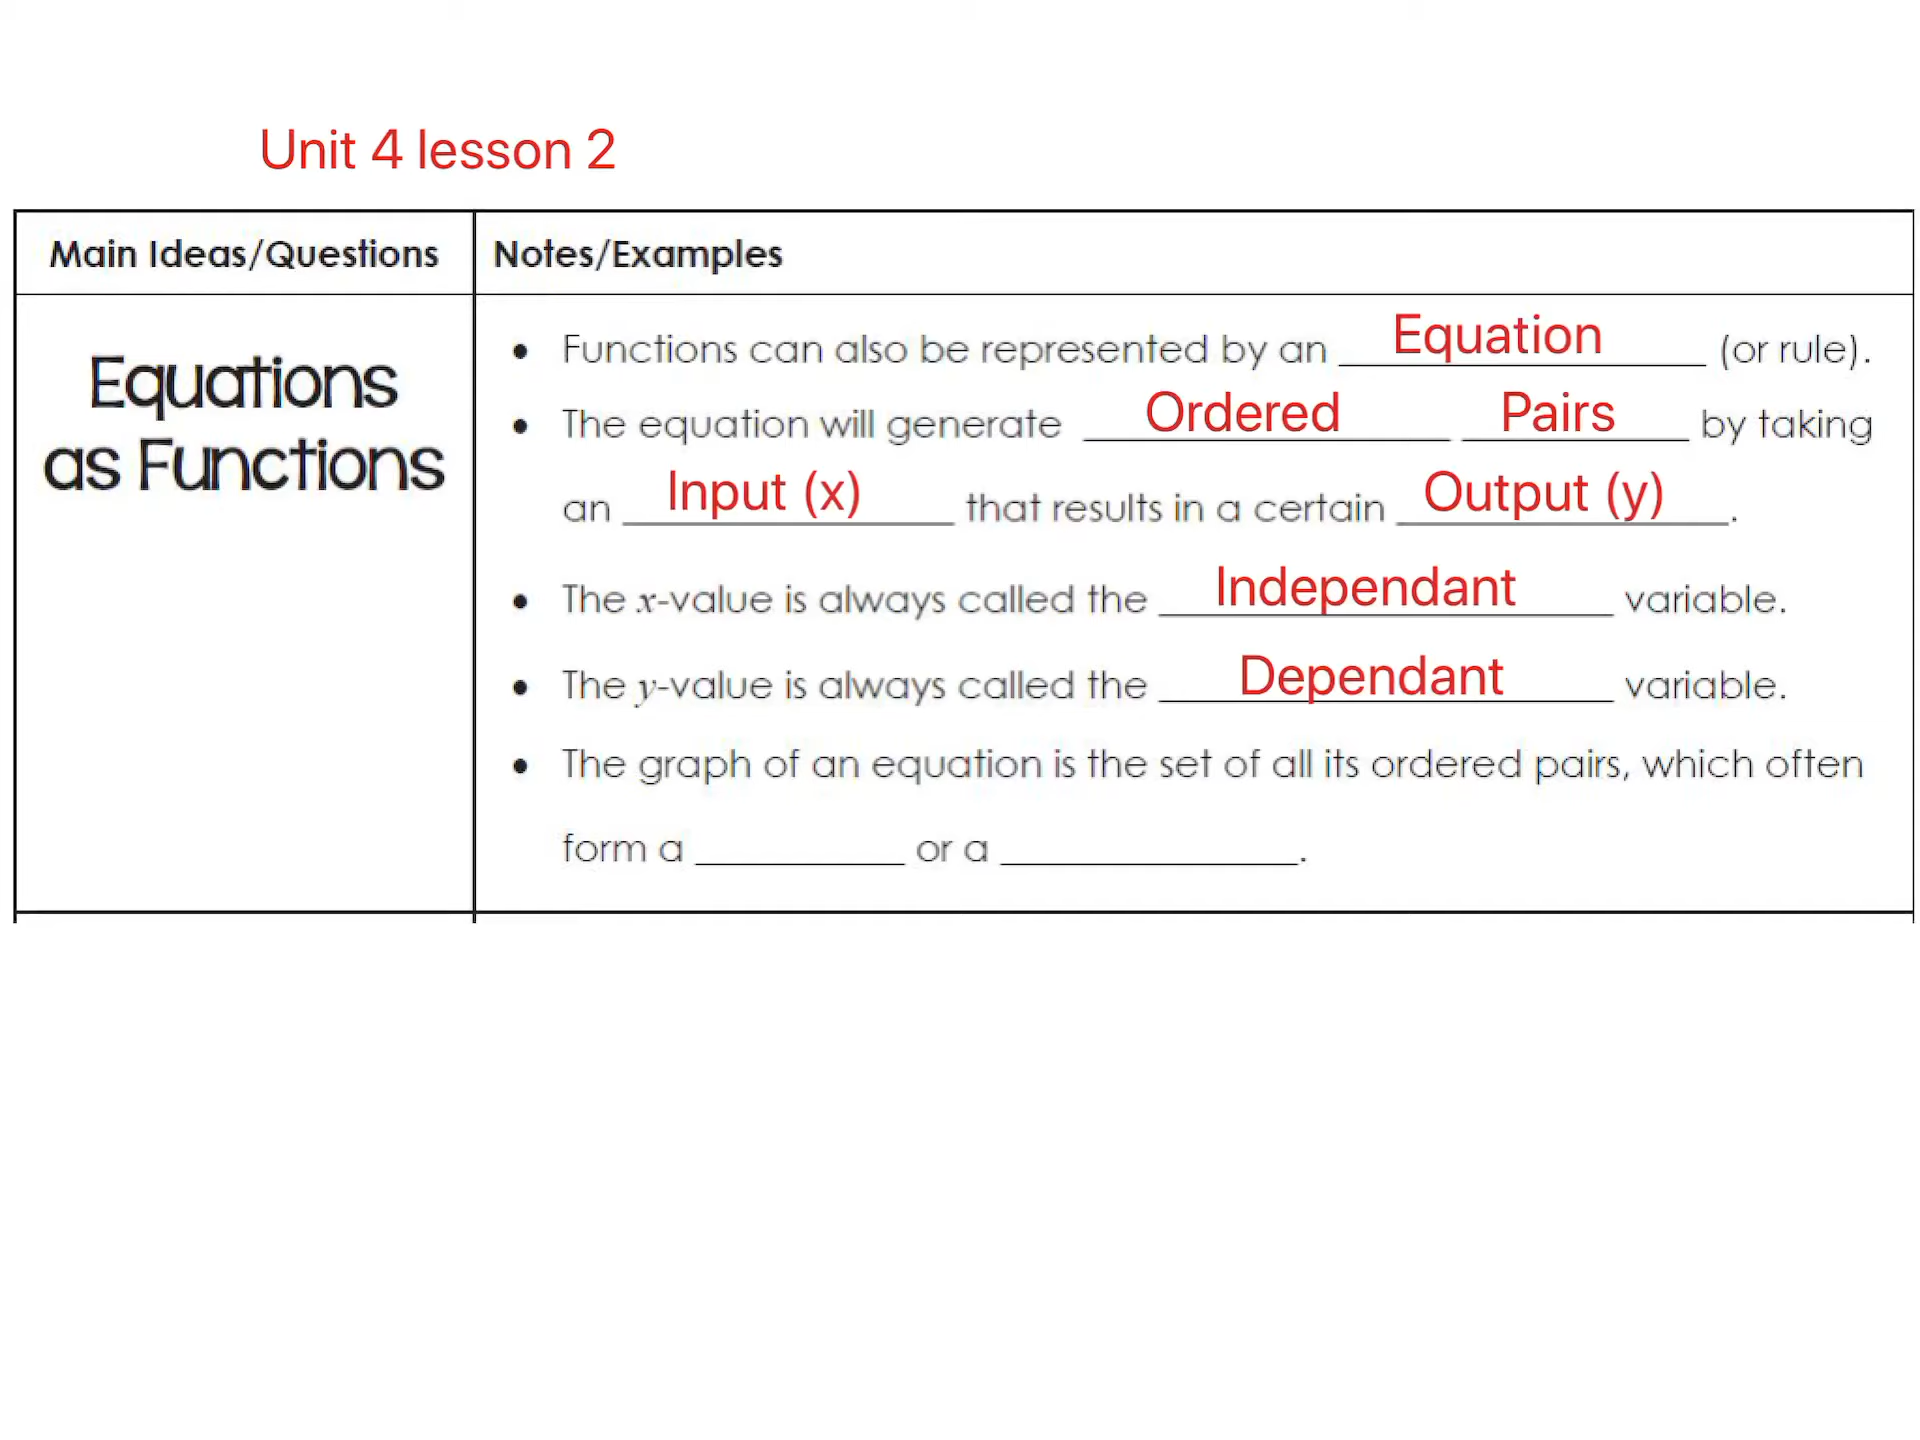 Unit 4 lesson 2
Main Ideas/Questions
Notes/Examples
Equations
as Functions
• Functions can also be represented by an Equation (or rule).
• The equation will generate Ordered Pairs by taking
an Input (x) that results in a certain Output (y).
• The x-value is always called the Independant variable.
• The y-value is always called the Dependant variable.
• The graph of an equation is the set of all its ordered pairs, which often
form a __________ or a ______________.